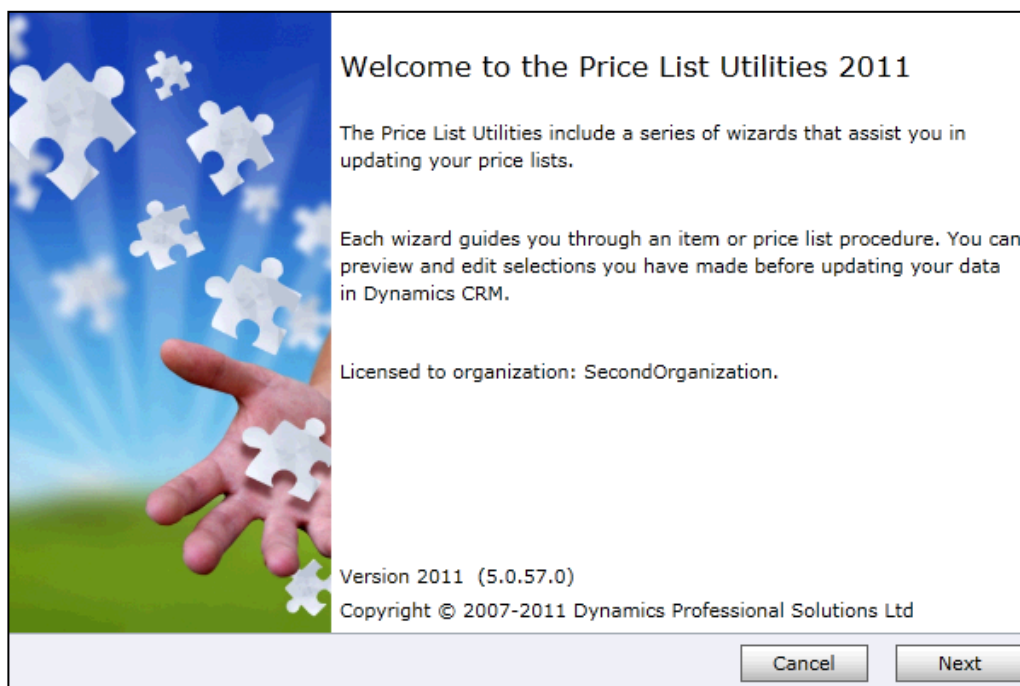 Welcome to the Price List Utilities 2011
The Price List Utilities include a series of wizards that assist you in
updating your price lists.
Each wizard guides you through an item or price list procedure. You can
preview and edit selections you have made before updating your data
in Dynamics CRM.
Licensed to organization: SecondOrganization.
Version 2011  (5.0.57.0)
Copyright © 2007-2011 Dynamics Professional Solutions Ltd
Cancel Next